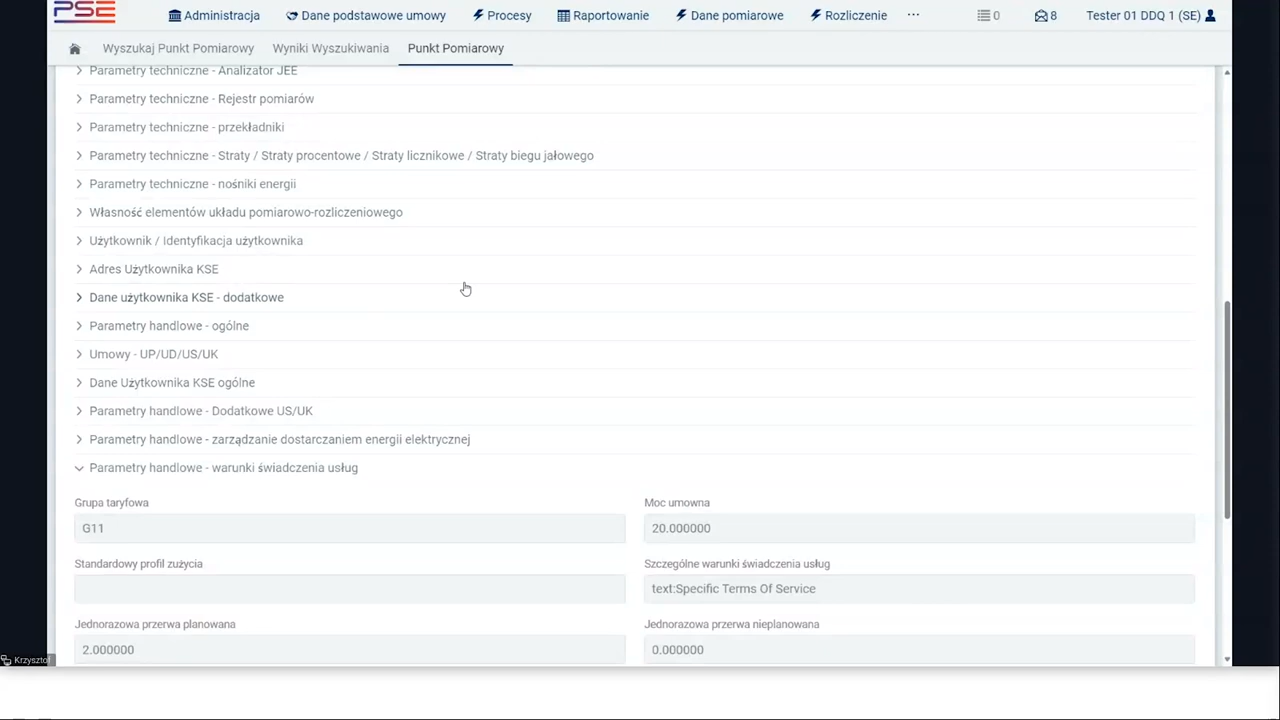 PSE Administracja Dane podstawowe umowy Procesy Raportowanie Dane pomiarowe Rozliczenie ... 0 8 Tester 01 DDQ 1 (SE)
Wyszukaj Punkt Pomiarowy Wyniki Wyszukiwania Punkt Pomiarowy
Parametry techniczne - Analizator JEE
Parametry techniczne - Rejestr pomiarów
Parametry techniczne - przekładniki
Parametry techniczne - Straty / Straty procentowe / Straty licznikowe / Straty biegu jałowego
Parametry techniczne - nośniki energii
Własność elementów układu pomiarowo-rozliczeniowego
Użytkownik / Identyfikacja użytkownika
Adres Użytkownika KSE
Dane użytkownika KSE - dodatkowe
Parametry handlowe - ogólne
Umowy - UP/UD/US/UK
Dane Użytkownika KSE ogólne
Parametry handlowe - Dodatkowe US/UK
Parametry handlowe - zarządzanie dostarczaniem energii elektrycznej
Parametry handlowe - warunki świadczenia usług
Grupa taryfowa Moc umowna
G11 20.000000
Standardowy profil zużycia Szczególne warunki świadczenia usług
text:Specific Terms Of Service
Jednorazowa przerwa planowana Jednorazowa przerwa nieplanowana
2.000000 0.000000
Krzysztof